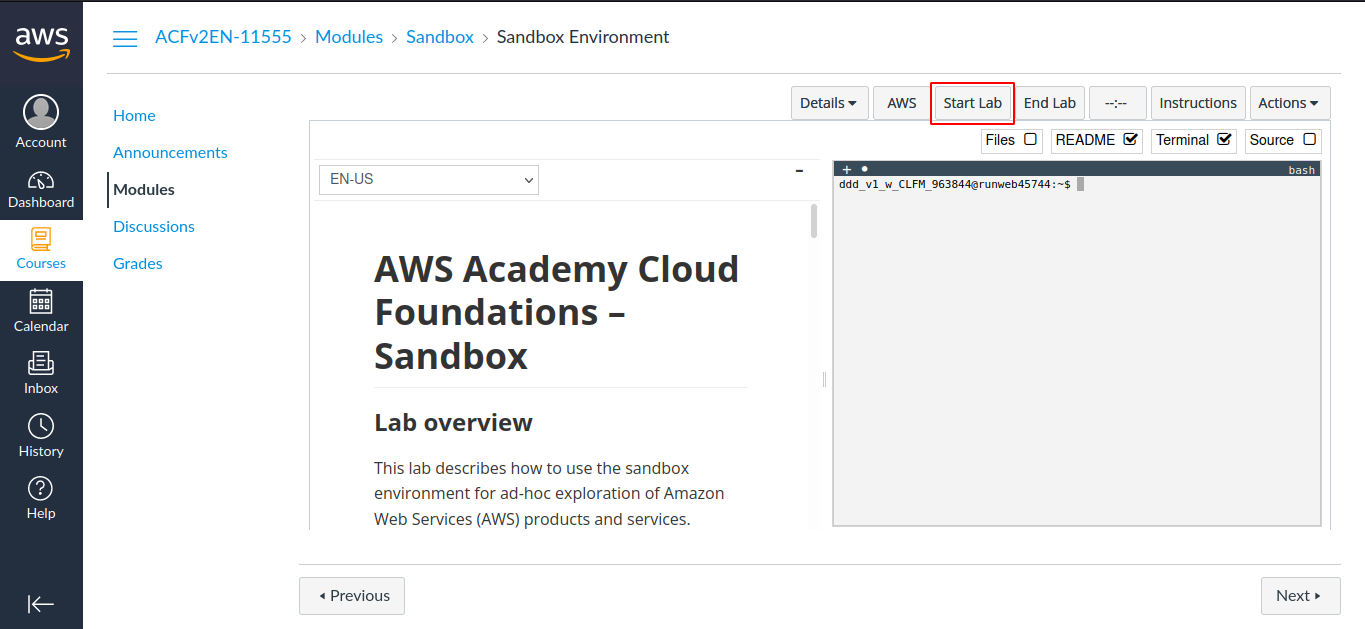 aws
Account
Dashboard
Courses
Calendar
Inbox
History
Help
ACFv2EN-11555 > Modules > Sandbox > Sandbox Environment
Home
Announcements
Modules
Discussions
Grades
Details AWS Start Lab End Lab --:-- Instructions Actions
Files README Terminal Source
EN-US
AWS Academy Cloud
Foundations –
Sandbox
Lab overview
This lab describes how to use the sandbox
environment for ad-hoc exploration of Amazon
Web Services (AWS) products and services.
bash
ddd_v1_w_CLFM_963844@runweb45744:~$
Previous
Next